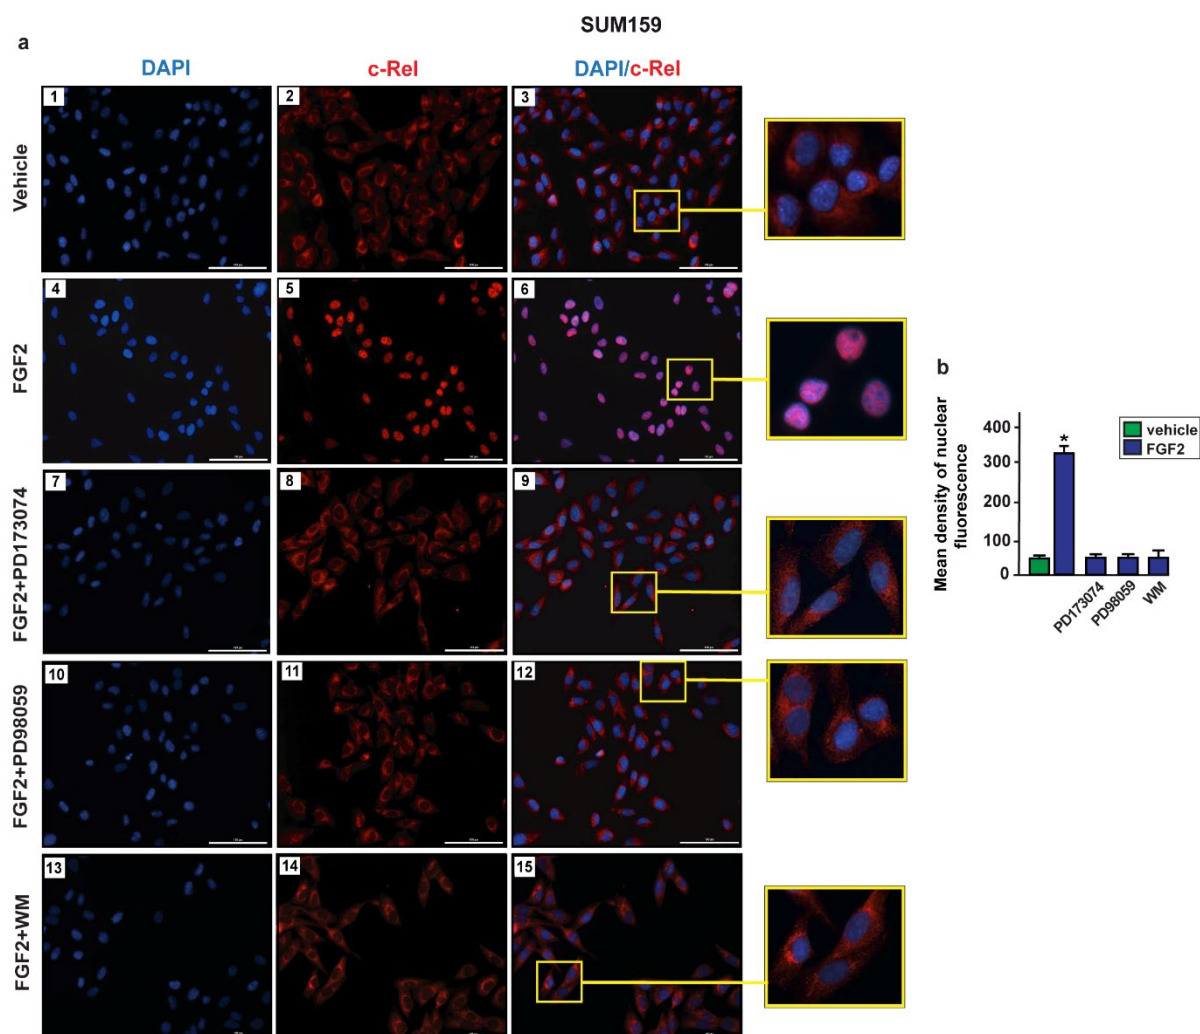 SUM159
a
DAPI
c-Rel
DAPI/c-Rel
Vehicle
1
2
3
FGF2
4
5
6
FGF2+PD173074
7
8
9
FGF2+PD98059
10
11
12
FGF2+WM
13
14
15
b
Mean density of nuclear
fluorescence
400
300
200
100
0
*
vehicle
FGF2
PD173074
PD98059
WM